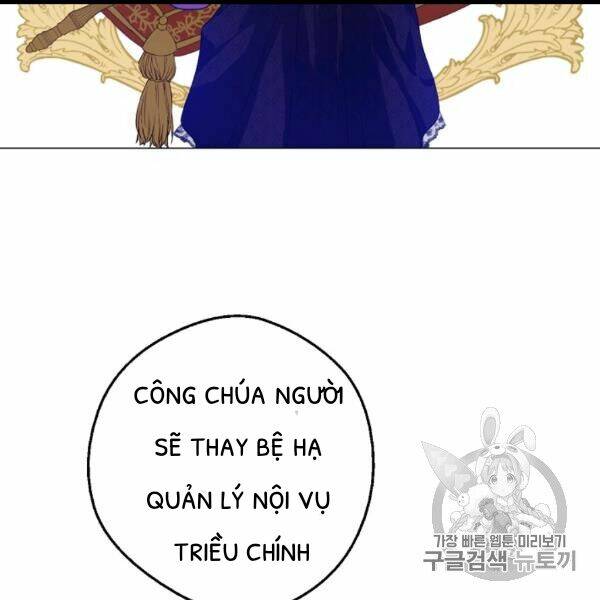 CÔNG CHÚA NGƯỜI
SẼ THAY BỆ HẠ
QUẢN LÝ NỘI VỤ
TRIỀU CHÍNH
가장 빠른 웹툰 미리보기
구글검색 뉴토끼